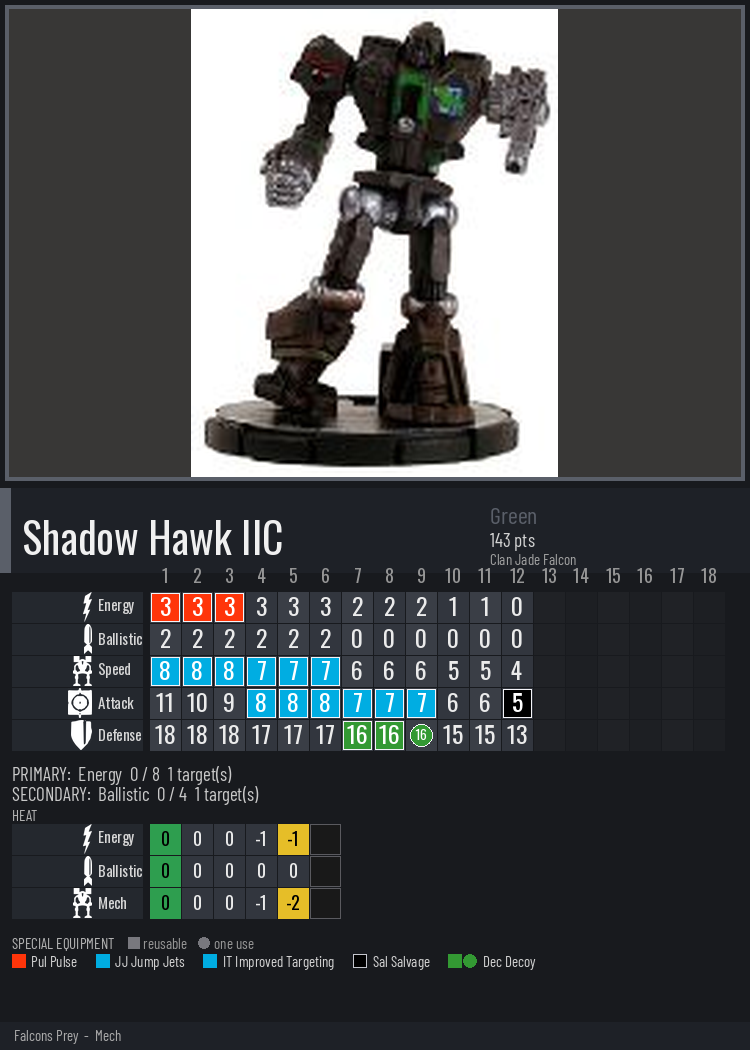 Shadow Hawk IIC
Green
143 pts
Clan Jade Falcon
1 2 3 4 5 6 7 8 9 10 11 12 13 14 15 16 17 18
Energy 3 3 3 3 3 3 2 2 2 1 1 0
Ballistic 2 2 2 2 2 2 0 0 0 0 0 0
Speed 8 8 8 7 7 7 6 6 6 5 5 4
Attack 11 10 9 8 8 8 7 7 7 6 6 5
Defense 18 18 18 17 17 17 16 16 16 15 15 13
PRIMARY: Energy 0 / 8 1 target(s)
SECONDARY: Ballistic 0 / 4 1 target(s)
HEAT
Energy 0 0 0 -1 -1
Ballistic 0 0 0 0 0
Mech 0 0 0 -1 -2
SPECIAL EQUIPMENT reusable one use
Pul Pulse JJ Jump Jets IT Improved Targeting Sal Salvage Dec Decoy
Falcons Prey - Mech